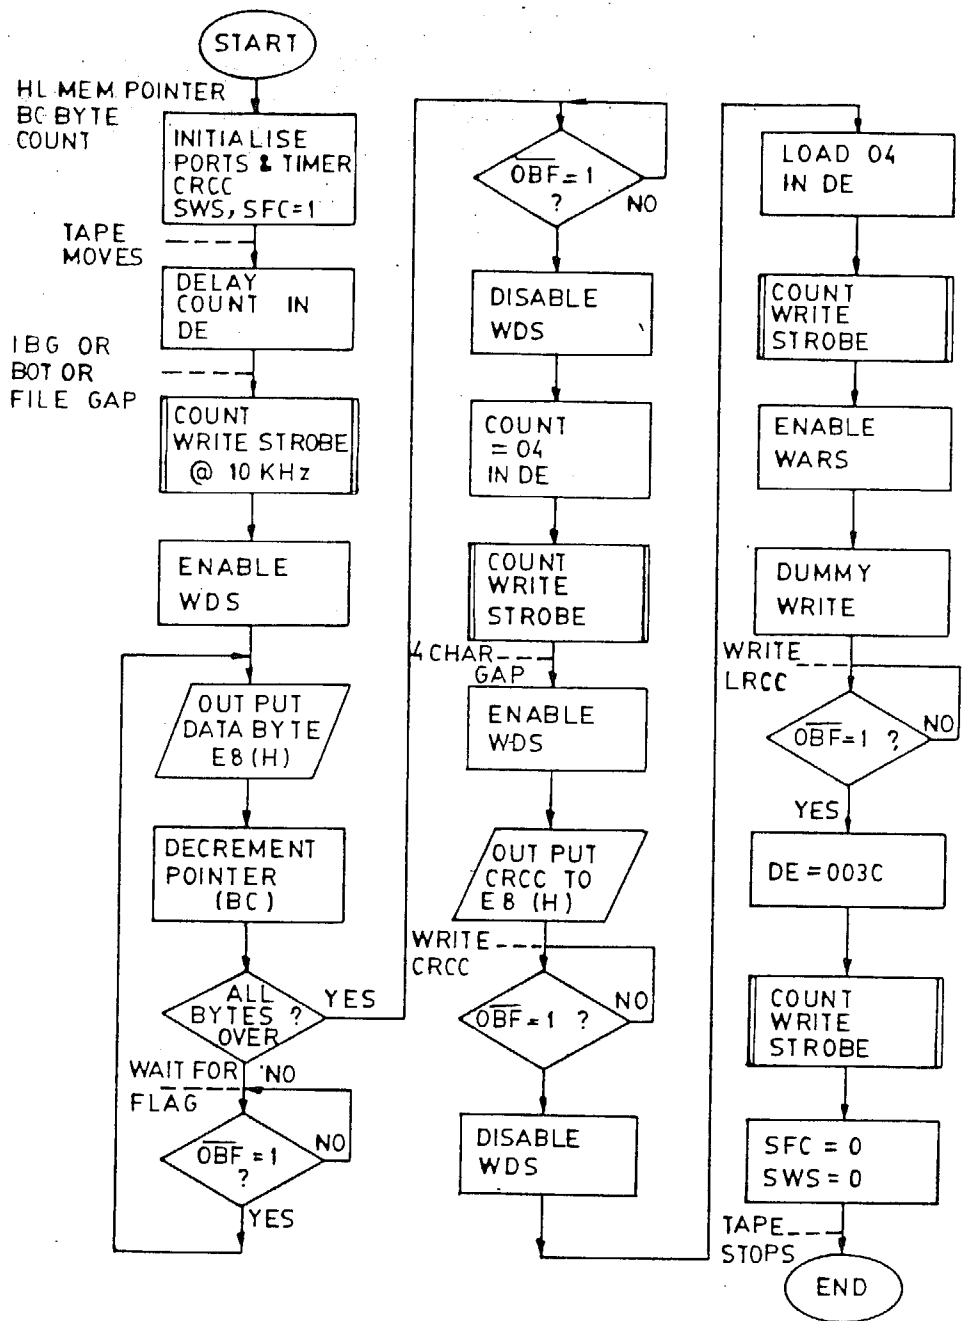 START
HL MEM POINTER
BC BYTE
COUNT
INITIALISE
PORTS & TIMER
CRCC
SWS, SFC=1
TAPE
MOVES
DELAY
COUNT IN
DE
IBG OR
BOT OR
FILE GAP
COUNT
WRITE STROBE
@ 10 KHz
ENABLE
WDS
OUT PUT
DATA BYTE
E8 (H)
DECREMENT
POINTER
(BC)
ALL
BYTES ?
OVER
YES
WAIT FOR
FLAG
NO
O̅B̅F̅ = 1
?
NO
YES
O̅B̅F̅ = 1
?
NO
DISABLE
WDS
COUNT
= 04
IN DE
COUNT
WRITE
STROBE
4 CHAR
GAP
ENABLE
WDS
OUT PUT
CRCC TO
E8 (H)
WRITE
CRCC
O̅B̅F̅ = 1 ?
NO
DISABLE
WDS
LOAD 04
IN DE
COUNT
WRITE
STROBE
ENABLE
WARS
DUMMY
WRITE
WRITE
LRCC
O̅B̅F̅ = 1 ?
NO
YES
DE = 003C
COUNT
WRITE
STROBE
SFC = 0
SWS = 0
TAPE
STOPS
END